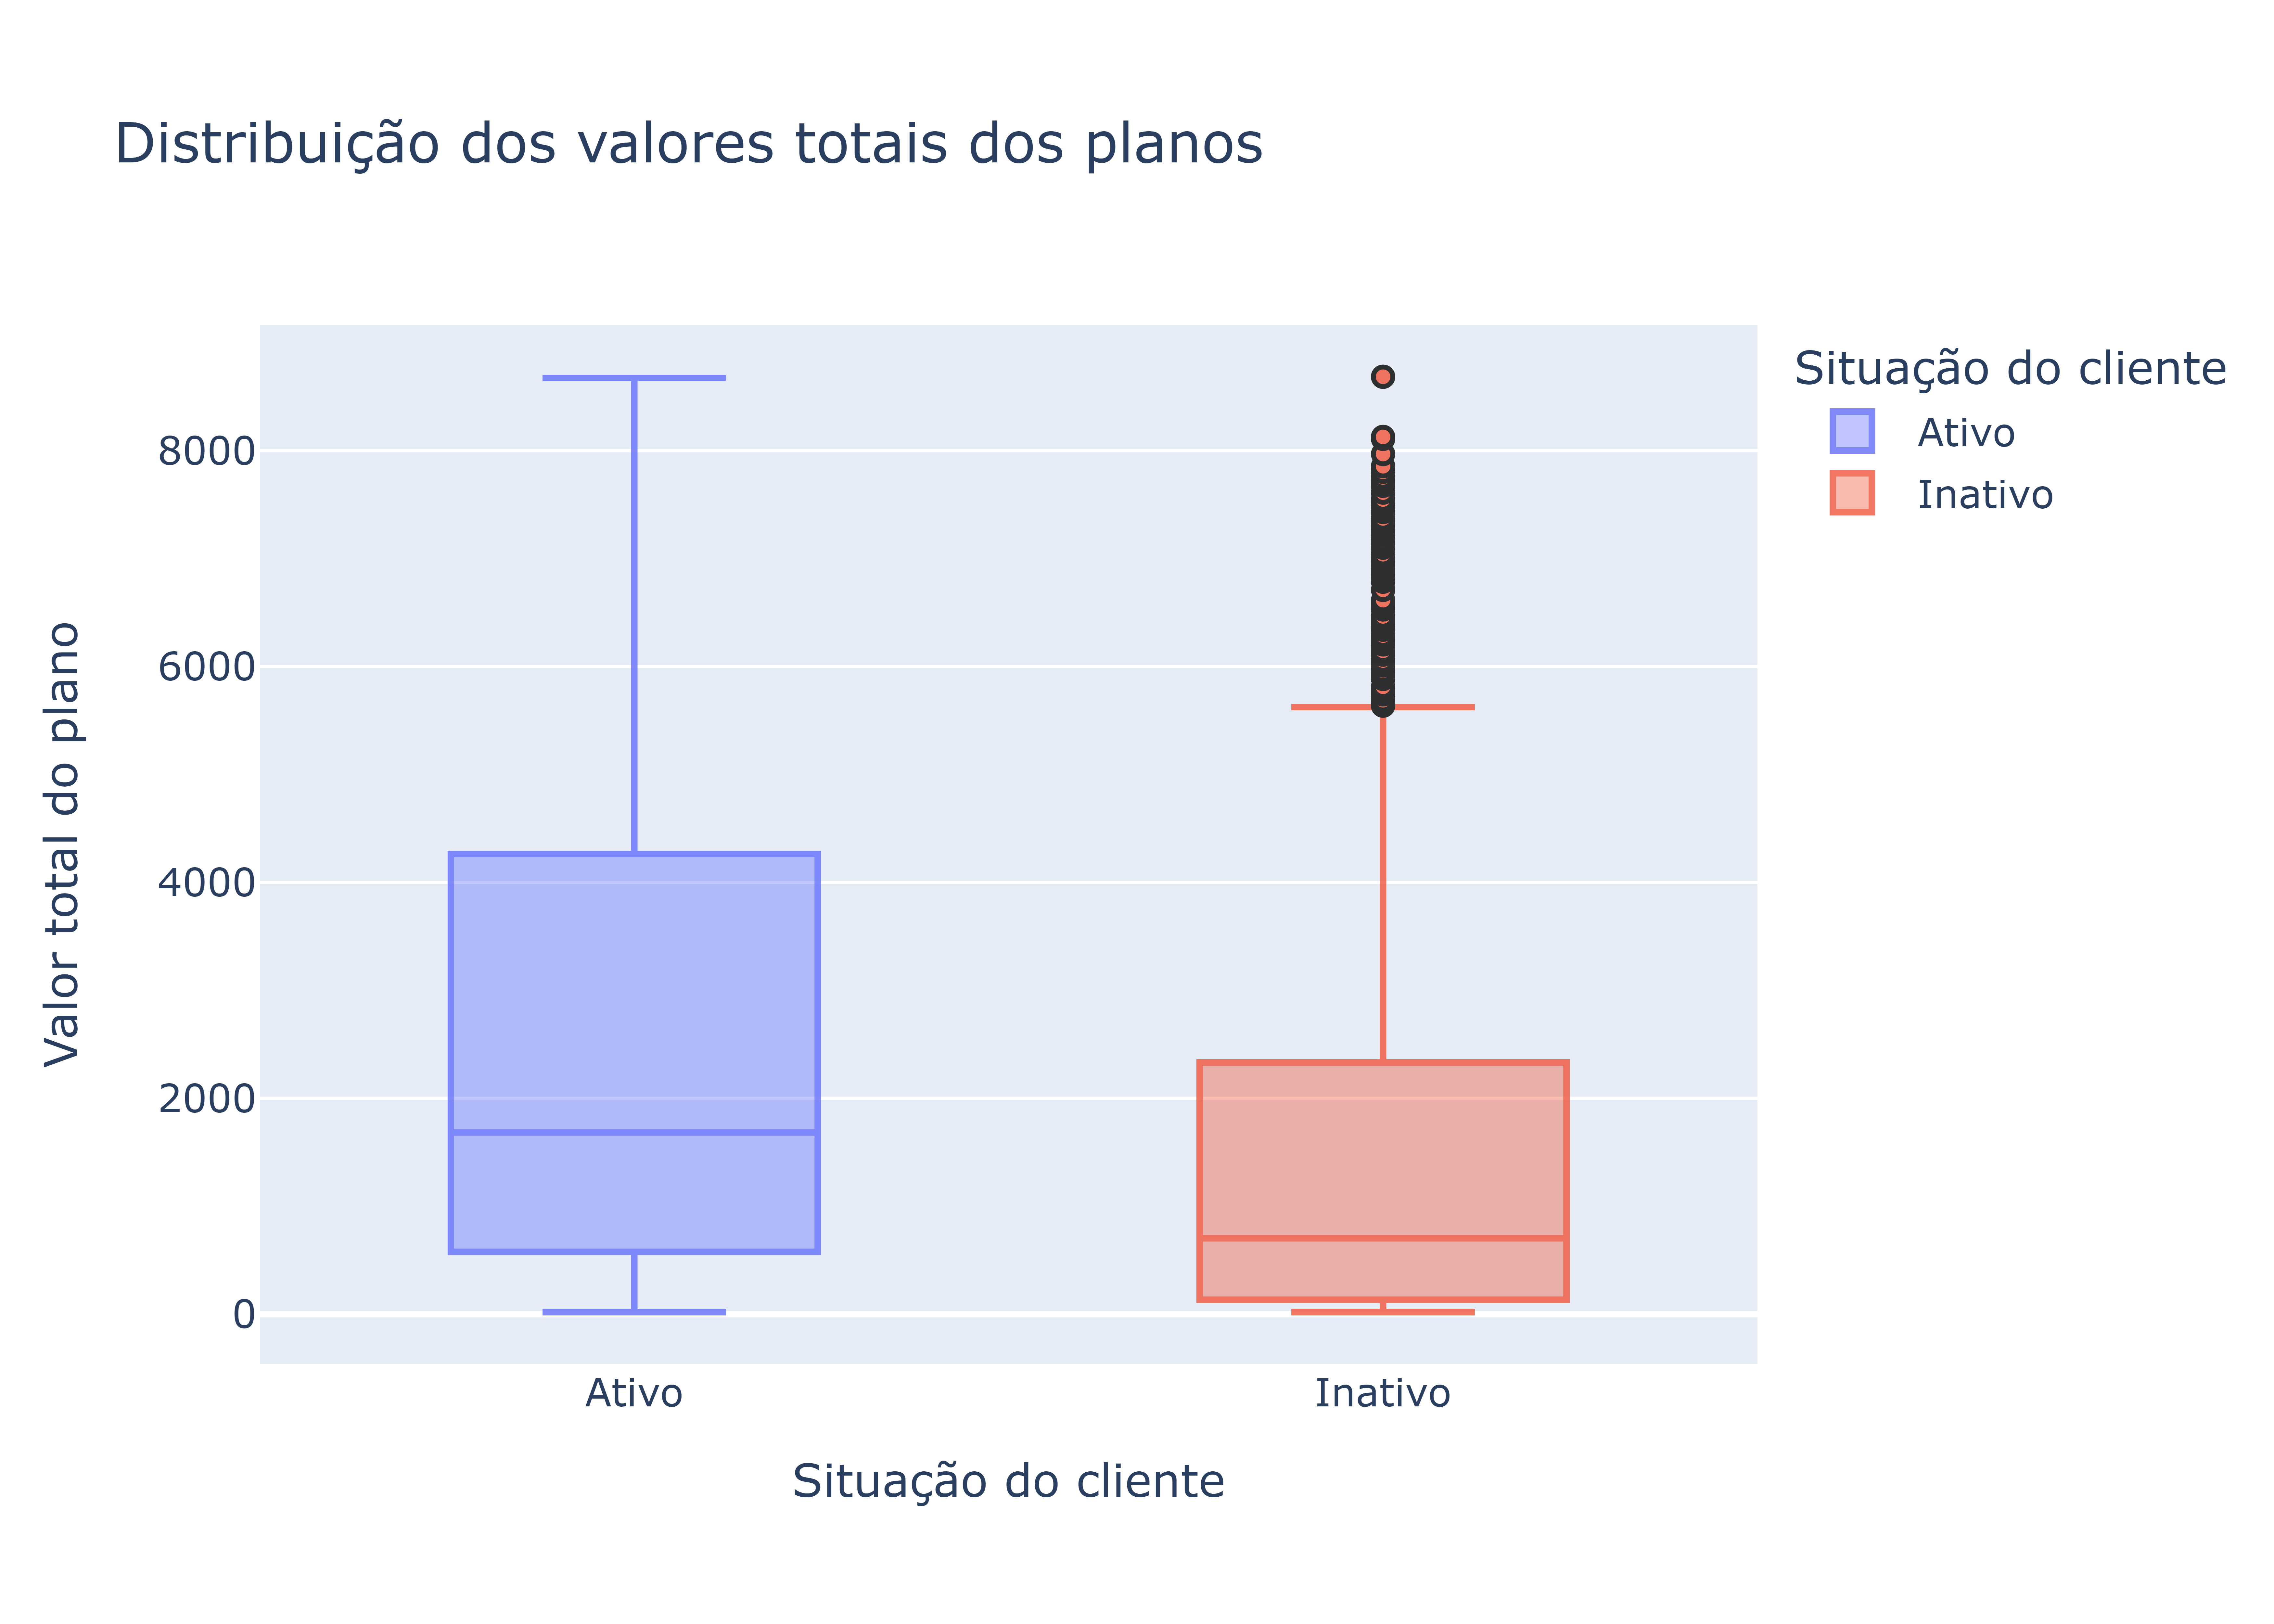 Distribuição dos valores totais dos planos
Situação do cliente
Ativo
Inativo
Valor total do plano
8000
6000
4000
2000
0
Ativo
Inativo
Situação do cliente